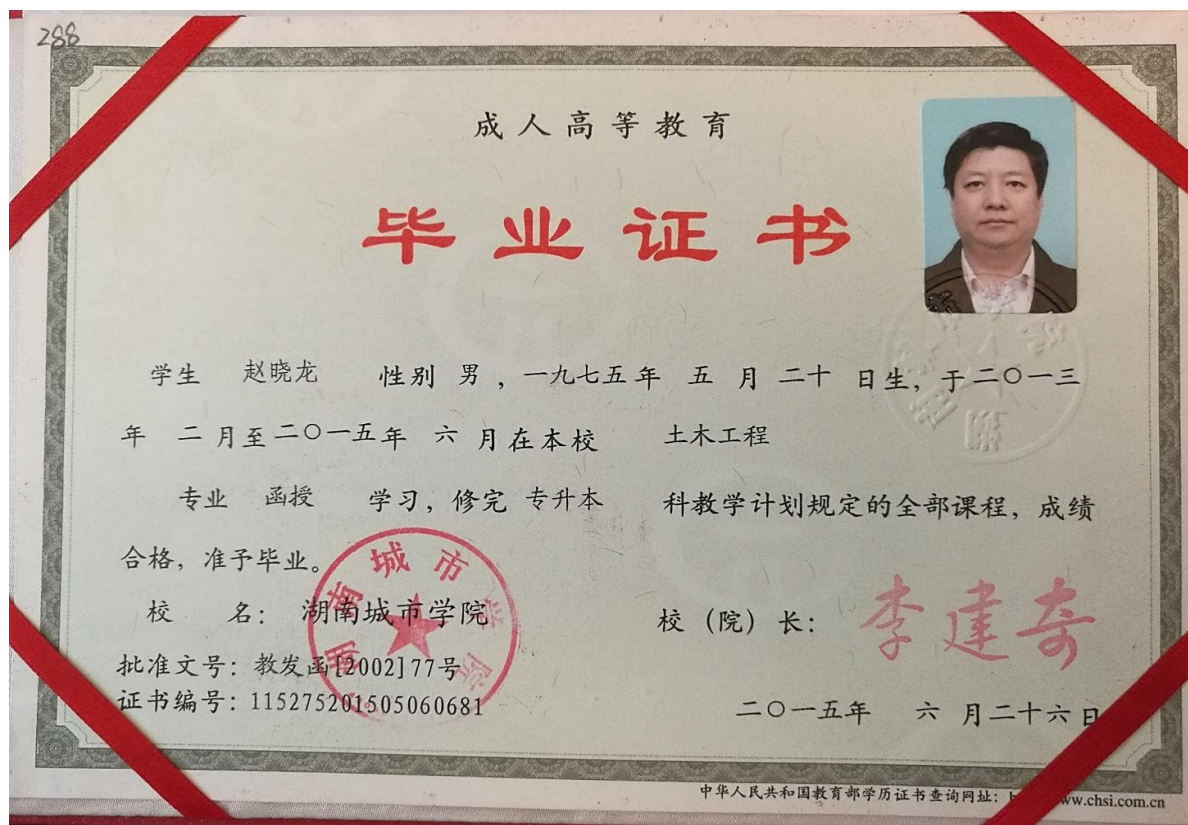 288
成人高等教育
毕业证书
学生 赵晓龙 性别 男 ，一九七五年 五 月 二十 日生，于二〇一三
年 二月至二〇一五年 六 月在本校 土木工程
专业 函授 学习，修完 专升本 科教学计划规定的全部课程，成绩
合格，准予毕业。
校 名：湖南城市学院 校（院）长：李建奇
批准文号：教发函[2002]77号
证书编号：115275201505060681
二〇一五年 六 月二十六日
湖南城市学院
中华人民共和国教育部学历证书查询网址：www.chsi.com.cn